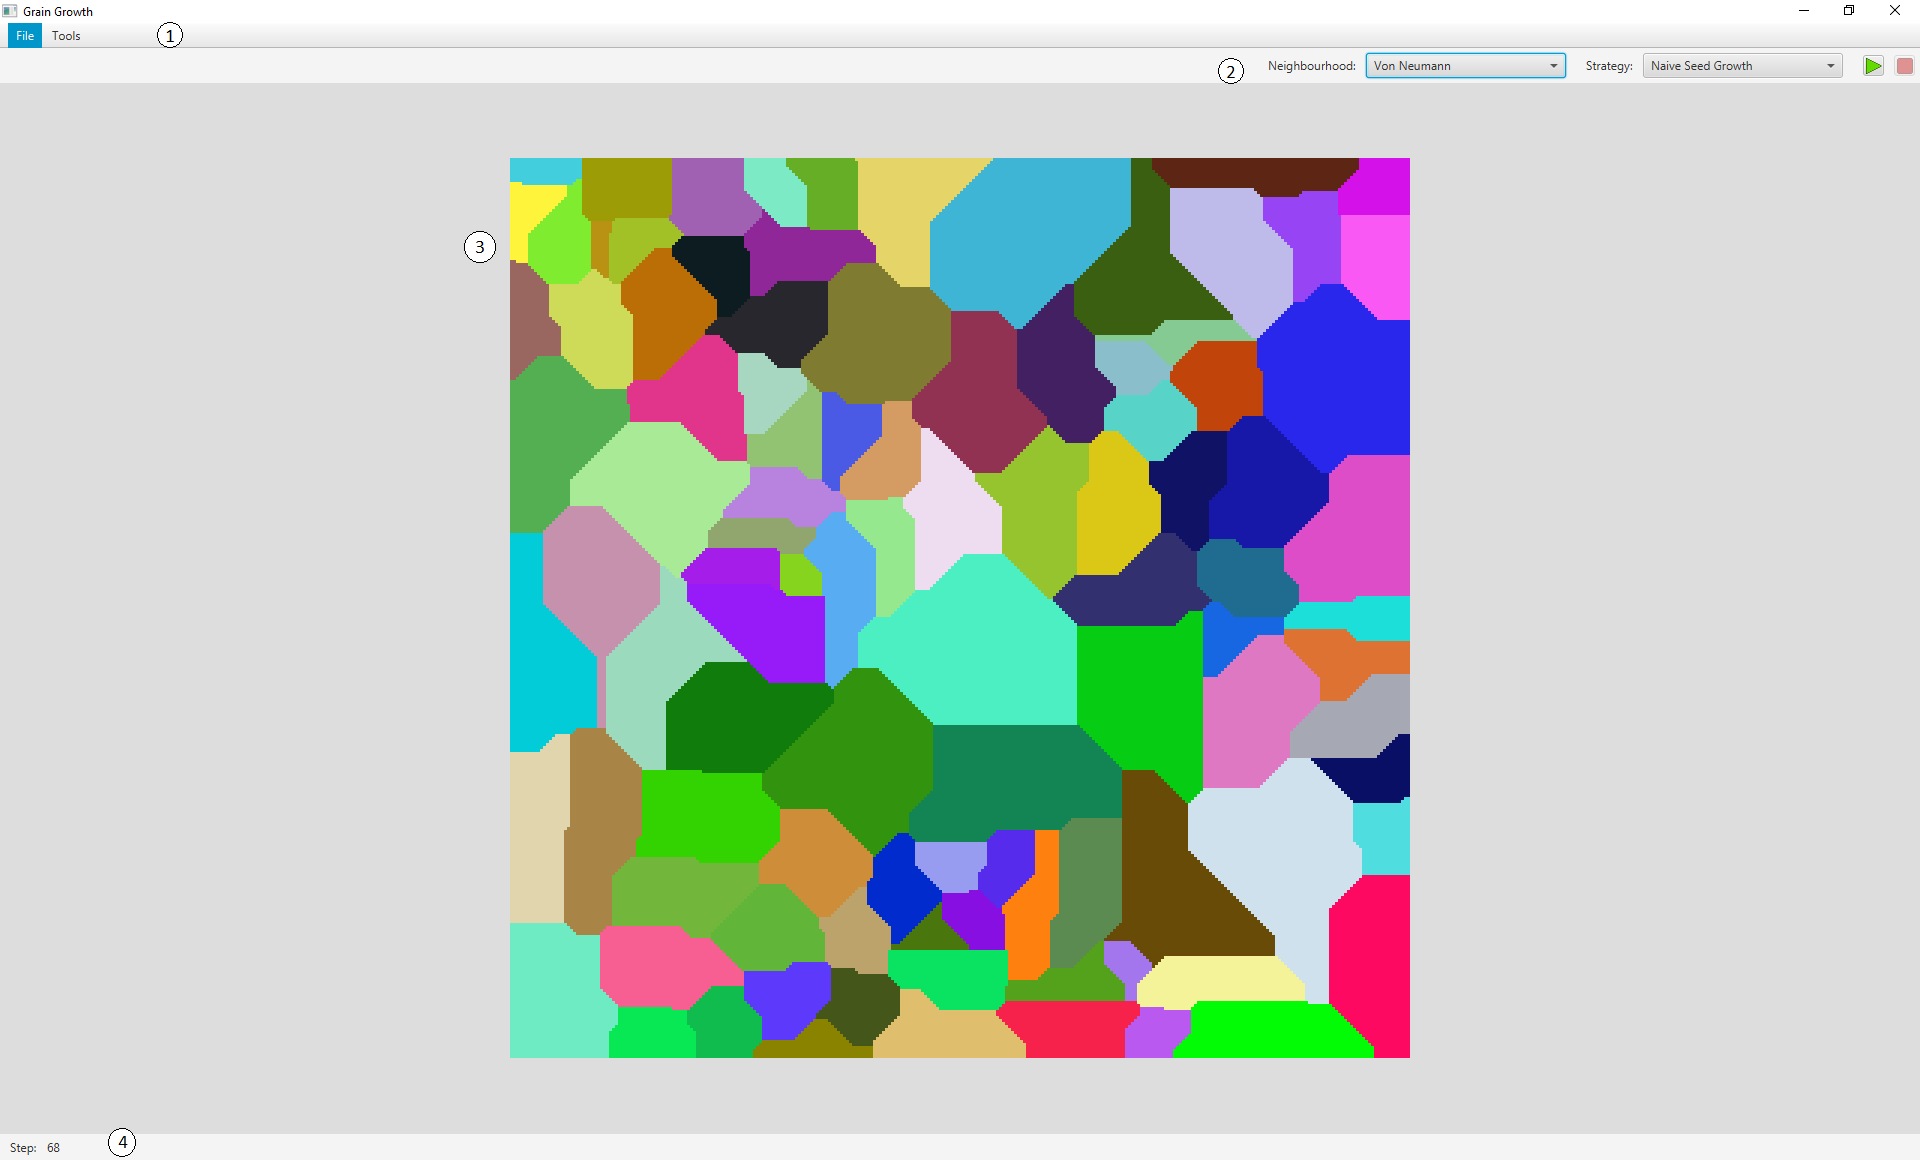 Grain Growth
File Tools 1
2 Neighbourhood: Von Neumann Strategy: Naive Seed Growth
3
Step: 68 4